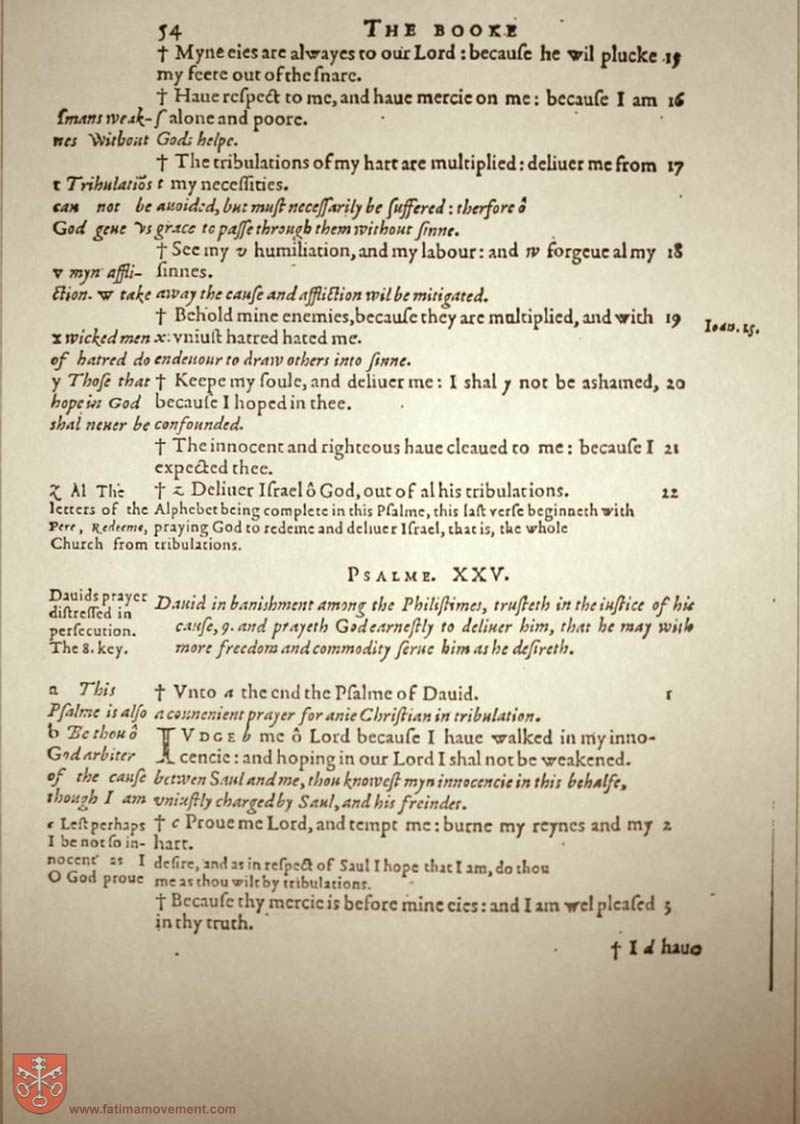 54 THE BOOKE
† Myne eies are alwayes to our Lord : becauſe he wil plucke 15
my feete out of the ſnare.
† Haue reſpect to me, and haue mercie on me : becauſe I am 16
ſmans weak- ſ alone and poore.
nes Without Gods helpe.
† The tribulations of my hart are multiplied : deliuer me from 17
t Tribulatiõs t my neceſſities.
can not be auoided, but muſt neceſſarily be ſuffered : therfore ô
God geue vs grace to paſſe through them without ſinne.
† See my v humiliation, and my labour : and w forgeue al my 18
v myn affli- ſinnes.
ction. w take away the cauſe and affliction wil be mitigated.
† Behold mine enemies, becauſe they are multiplied, and with 19 Ioan. 15.
x wicked men x: vniuſt hatred hated me.
of hatred do endeuour to draw others into ſinne.
y Thoſe that † Keepe my ſoule, and deliuer me : I shal y not be ashamed, 20
hope in God becauſe I hoped in thee.
shal neuer be confounded.
† The innocent and righteous haue cleaued to me : becauſe I 21
expected thee.
z Al The † z Deliuer Iſrael ô God, out of al his tribulations. 22
letters of the Alphebet being complete in this Pſalme, this laſt verſe beginneth with
Pere, Redeeme, praying God to redeme and deliuer Iſrael, that is, the whole
Church from tribulations.
PSALME. XXV.
Dauids prayer
diſtreſſed in
perſecution.
The 8. key.
Dauid in banishment among the Philiſtimes, truſteth in the iuſtice of his
cauſe, 9. and prayeth God earneſtly to deliuer him, that he may with
more freedom and commodity ſerue him as he deſireth.
a This † Vnto a the end the Pſalme of Dauid. 1
Pſalme is alſo a conuenient prayer for anie Chriſtian in tribulation.
b Be thou ô IVDGE b me ô Lord becauſe I haue walked in my inno-
God arbiter cencie : and hoping in our Lord I shal not be weakened.
of the cauſe betwen Saul and me, thou knoweſt myn innocencie in this behalfe,
though I am vniuſtly charged by Saul, and his freindes.
c Leſt perhaps † c Proue me Lord, and tempt me : burne my reynes and my 2
I be not ſo in- hart.
nocent as I deſire, and as in reſpect of Saul I hope that I am, do thou
O God proue me as thou wilt by tribulations.
† Becauſe thy mercie is before mine eies : and I am wel pleaſed 3
in thy truth.
† I d haue
www.fatimamovement.com